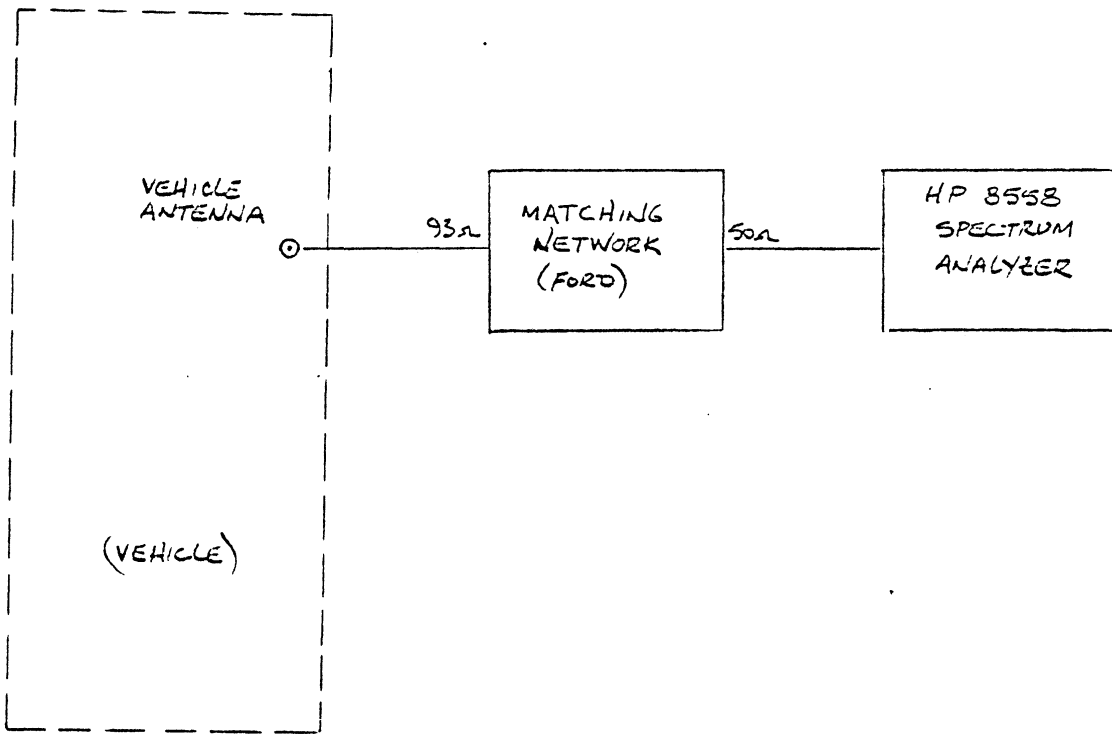 VEHICLE
ANTENNA
93Ω
MATCHING
NETWORK
(FORD)
50Ω
HP 8558
SPECTRUM
ANALYZER
(VEHICLE)